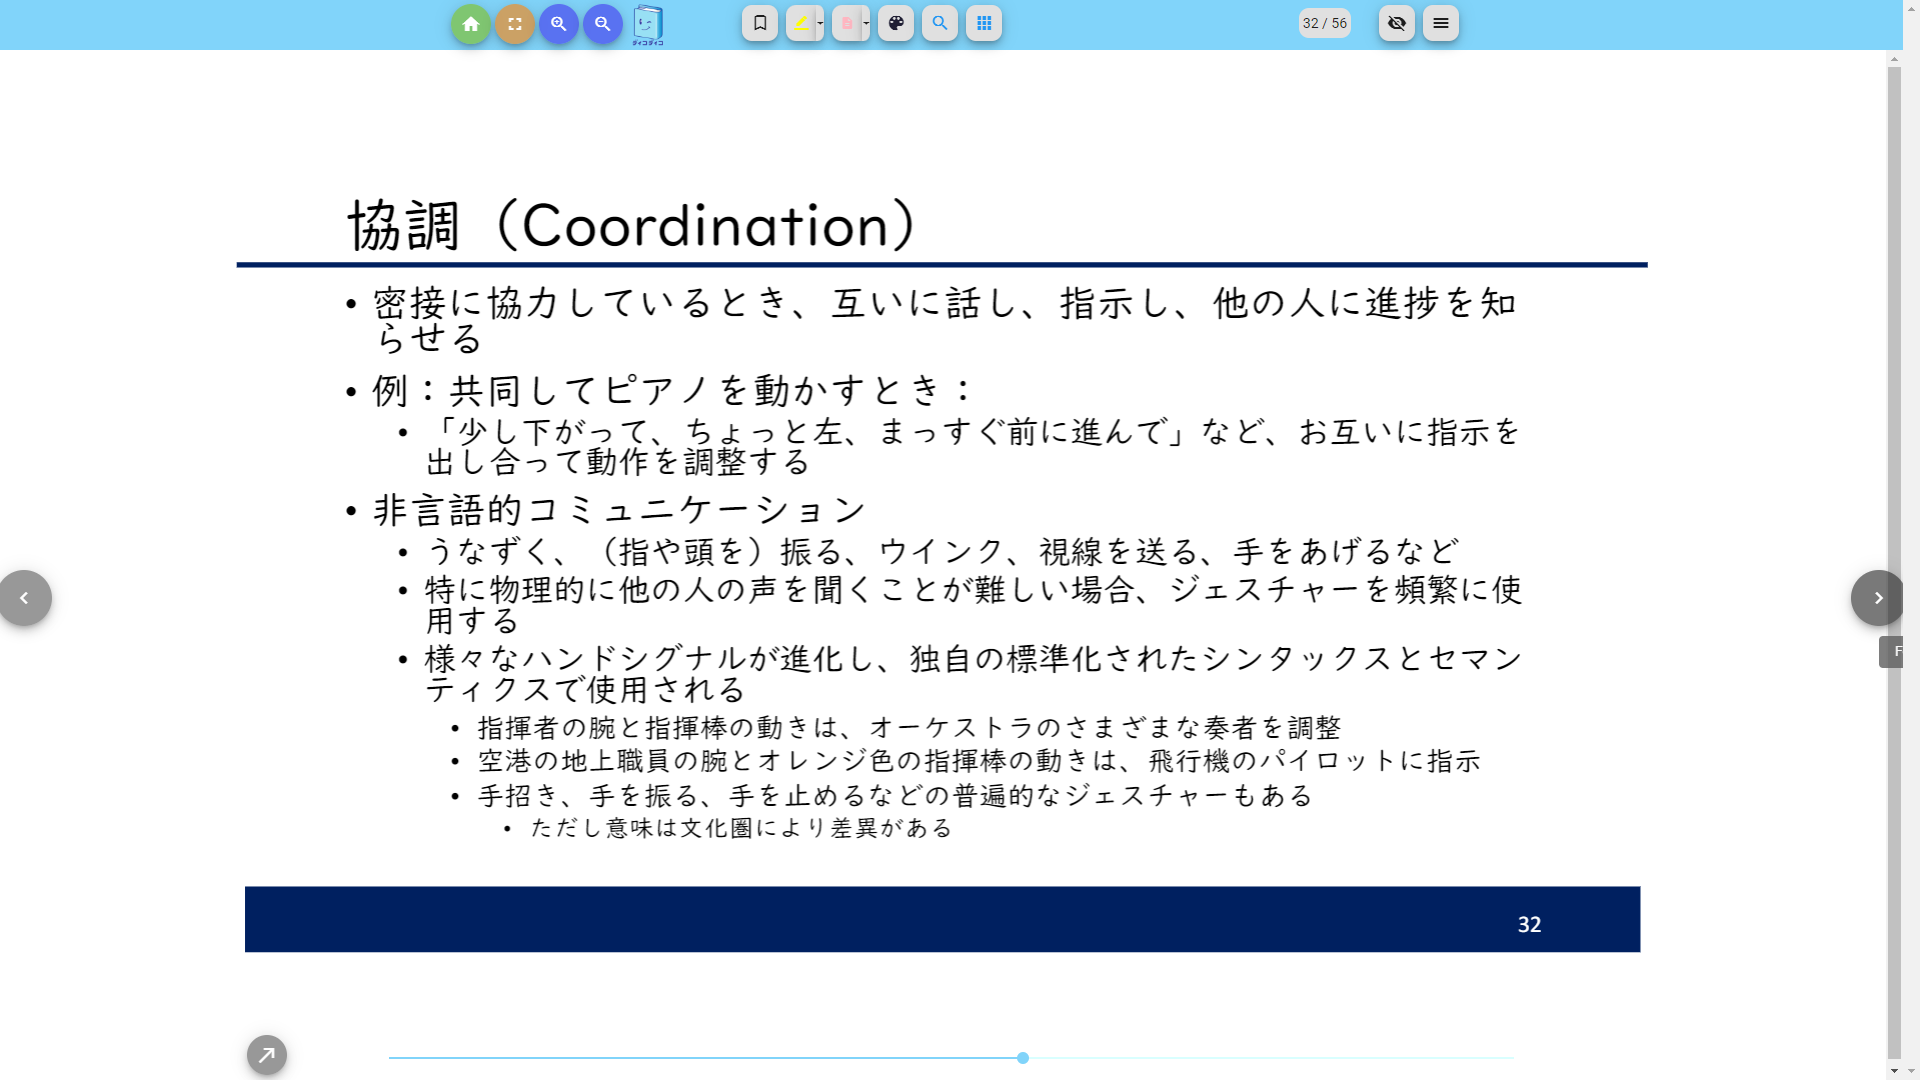 ダイコダイコ
32 / 56
協調（Coordination）
• 密接に協力しているとき、互いに話し、指示し、他の人に進捗を知
らせる
• 例：共同してピアノを動かすとき：
• 「少し下がって、ちょっと左、まっすぐ前に進んで」など、お互いに指示を
出し合って動作を調整する
• 非言語的コミュニケーション
• うなずく、（指や頭を）振る、ウインク、視線を送る、手をあげるなど
• 特に物理的に他の人の声を聞くことが難しい場合、ジェスチャーを頻繁に使
用する
• 様々なハンドシグナルが進化し、独自の標準化されたシンタックスとセマン
ティクスで使用される
• 指揮者の腕と指揮棒の動きは、オーケストラのさまざまな奏者を調整
• 空港の地上職員の腕とオレンジ色の指揮棒の動きは、飛行機のパイロットに指示
• 手招き、手を振る、手を止めるなどの普遍的なジェスチャーもある
• ただし意味は文化圏により差異がある
F
32